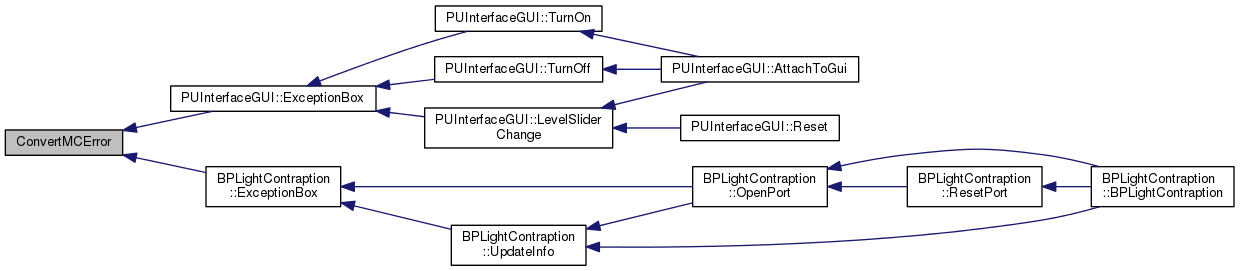 PUInterfaceGUI::TurnOn
PUInterfaceGUI::TurnOff
PUInterfaceGUI::AttachToGui
PUInterfaceGUI::ExceptionBox
PUInterfaceGUI::LevelSlider
Change
PUInterfaceGUI::Reset
ConvertMCError
BPLightContraption
::ExceptionBox
BPLightContraption
::OpenPort
BPLightContraption
::ResetPort
BPLightContraption
::BPLightContraption
BPLightContraption
::UpdateInfo